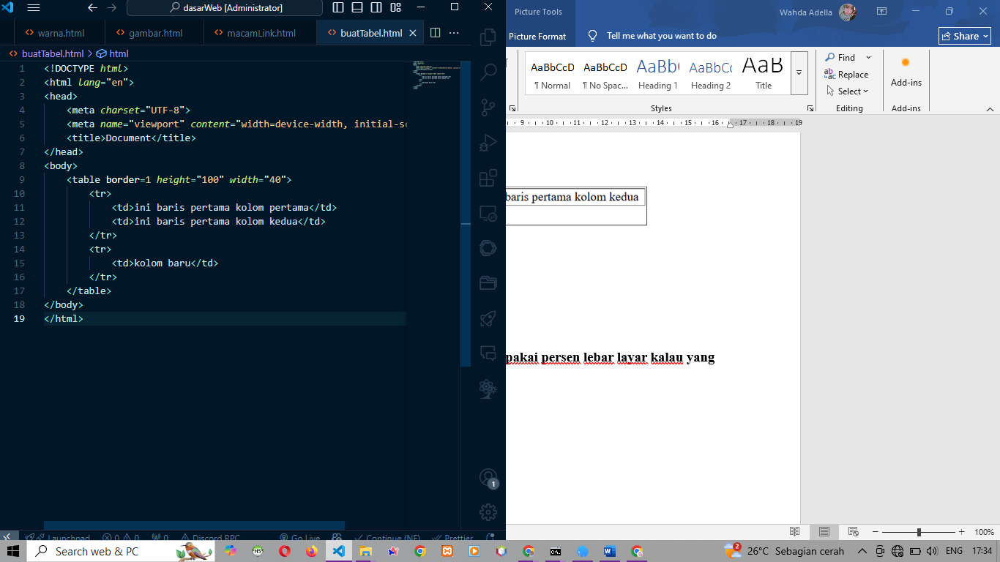 dasarWeb [Administrator]
warna.html
gambar.html
macamLink.html
buatTabel.html
buatTabel.html > html
1 <!DOCTYPE html>
2 <html lang="en">
3 <head>
4 <meta charset="UTF-8">
5 <meta name="viewport" content="width=device-width, initial-sc
6 <title>Document</title>
7 </head>
8 <body>
9 <table border=1 height="100" width="40">
10 <tr>
11 <td>ini baris pertama kolom pertama</td>
12 <td>ini baris pertama kolom kedua</td>
13 </tr>
14 <tr>
15 <td>kolom baru</td>
16 </tr>
17 </table>
18 </body>
19 </html>
1
Launchpad 0 0 0 Discord RPC Go Live Continue (NE) Prettier
Picture Tools
Wahda Adella
Picture Format
Tell me what you want to do
Share
AaBbCcD AaBbCcD AaBb( AaBbCc AaB
¶ Normal ¶ No Spac... Heading 1 Heading 2 Title
Styles
Find
Replace
Select
Editing
Add-ins
Add-ins
9 10 11 12 13 14 15 16 17 18 19
baris pertama kolom kedua
pakai persen lebar layar kalau yang
100%
Search web & PC
HS
2
26°C Sebagian cerah
ENG
17:34